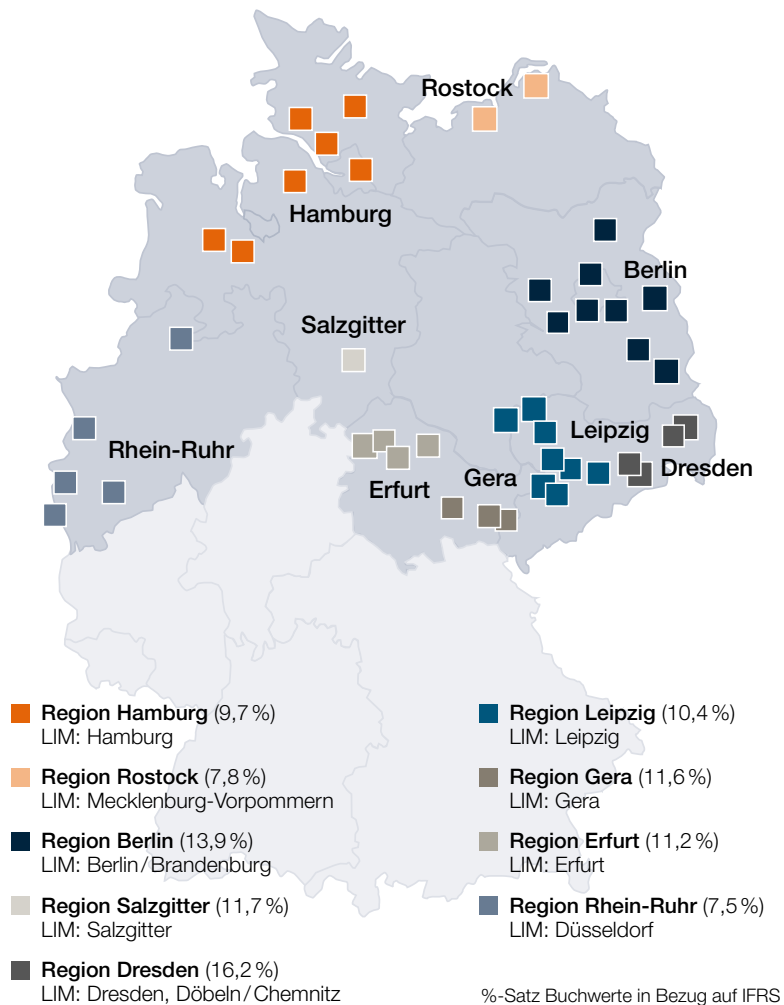 Rostock
Hamburg
Berlin
Salzgitter
Leipzig
Rhein-Ruhr
Dresden
Gera
Erfurt
Region Hamburg (9,7 %)
LIM: Hamburg
Region Rostock (7,8 %)
LIM: Mecklenburg-Vorpommern
Region Berlin (13,9 %)
LIM: Berlin/Brandenburg
Region Salzgitter (11,7 %)
LIM: Salzgitter
Region Dresden (16,2 %)
LIM: Dresden, Döbeln/Chemnitz
Region Leipzig (10,4 %)
LIM: Leipzig
Region Gera (11,6 %)
LIM: Gera
Region Erfurt (11,2 %)
LIM: Erfurt
Region Rhein-Ruhr (7,5 %)
LIM: Düsseldorf
%-Satz Buchwerte in Bezug auf IFRS